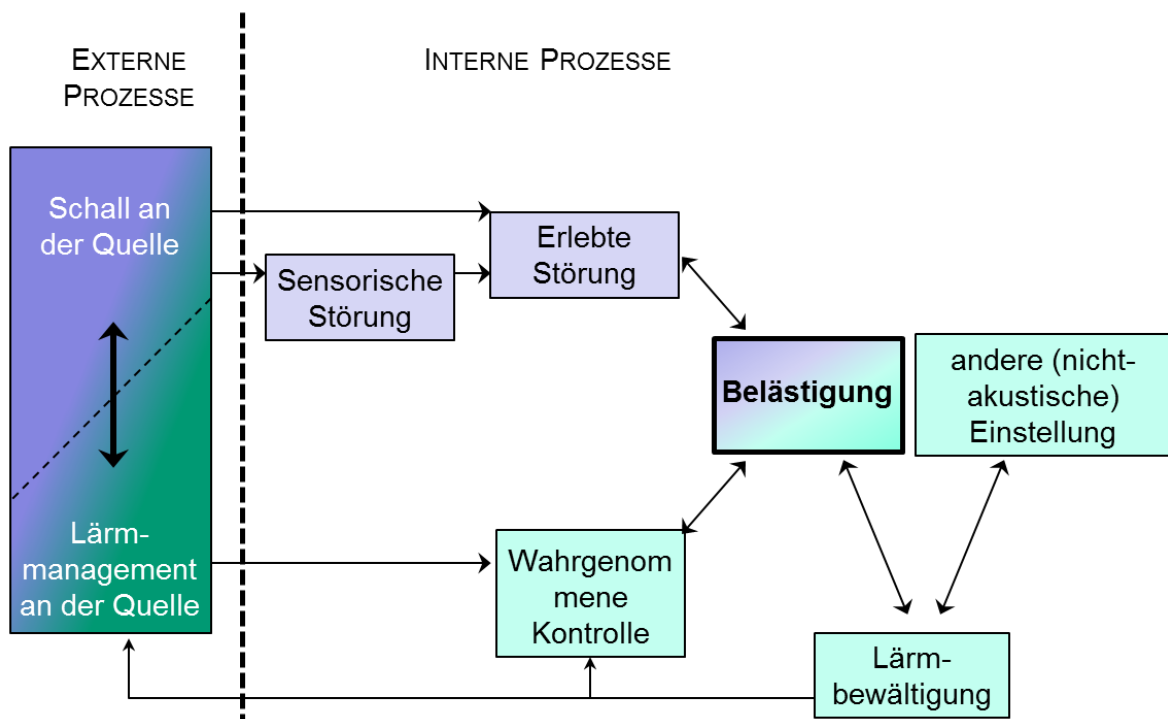 EXTERNE
PROZESSE
INTERNE PROZESSE
Schall an
der Quelle
Sensorische
Störung
Erlebte
Störung
Belästigung
andere (nicht-
akustische)
Einstellung
Lärm-
management
an der Quelle
Wahrgenom
mene
Kontrolle
Lärm-
bewältigung